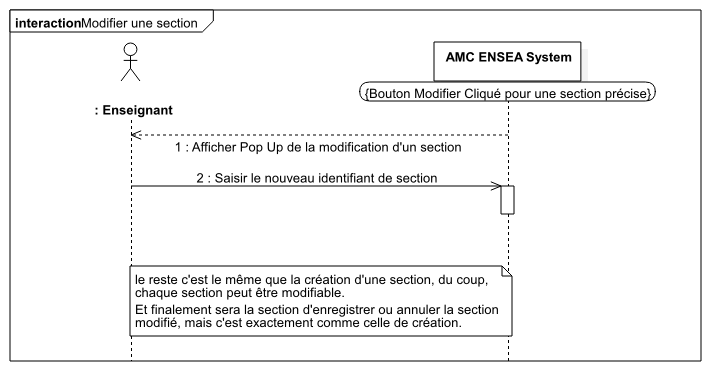 interactionModifier une section
AMC ENSEA System
{Bouton Modifier Cliqué pour une section précise}
: Enseignant
1 : Afficher Pop Up de la modification d'un section
2 : Saisir le nouveau identifiant de section
le reste c'est le même que la création d'une section, du coup,
chaque section peut être modifiable.
Et finalement sera la section d'enregistrer ou annuler la section
modifié, mais c'est exactement comme celle de création.